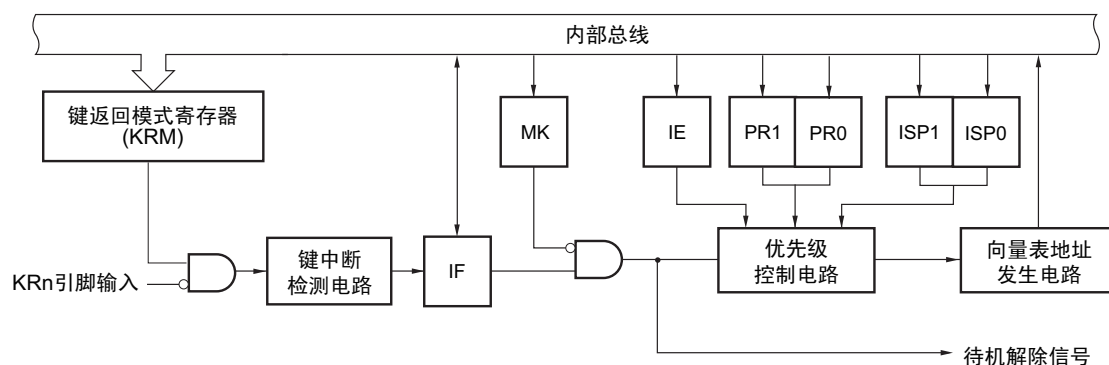 内部总线
键返回模式寄存器
(KRM)
MK
IE
PR1
PR0
ISP1
ISP0
KRn引脚输入
键中断
检测电路
IF
优先级
控制电路
向量表地址
发生电路
待机解除信号